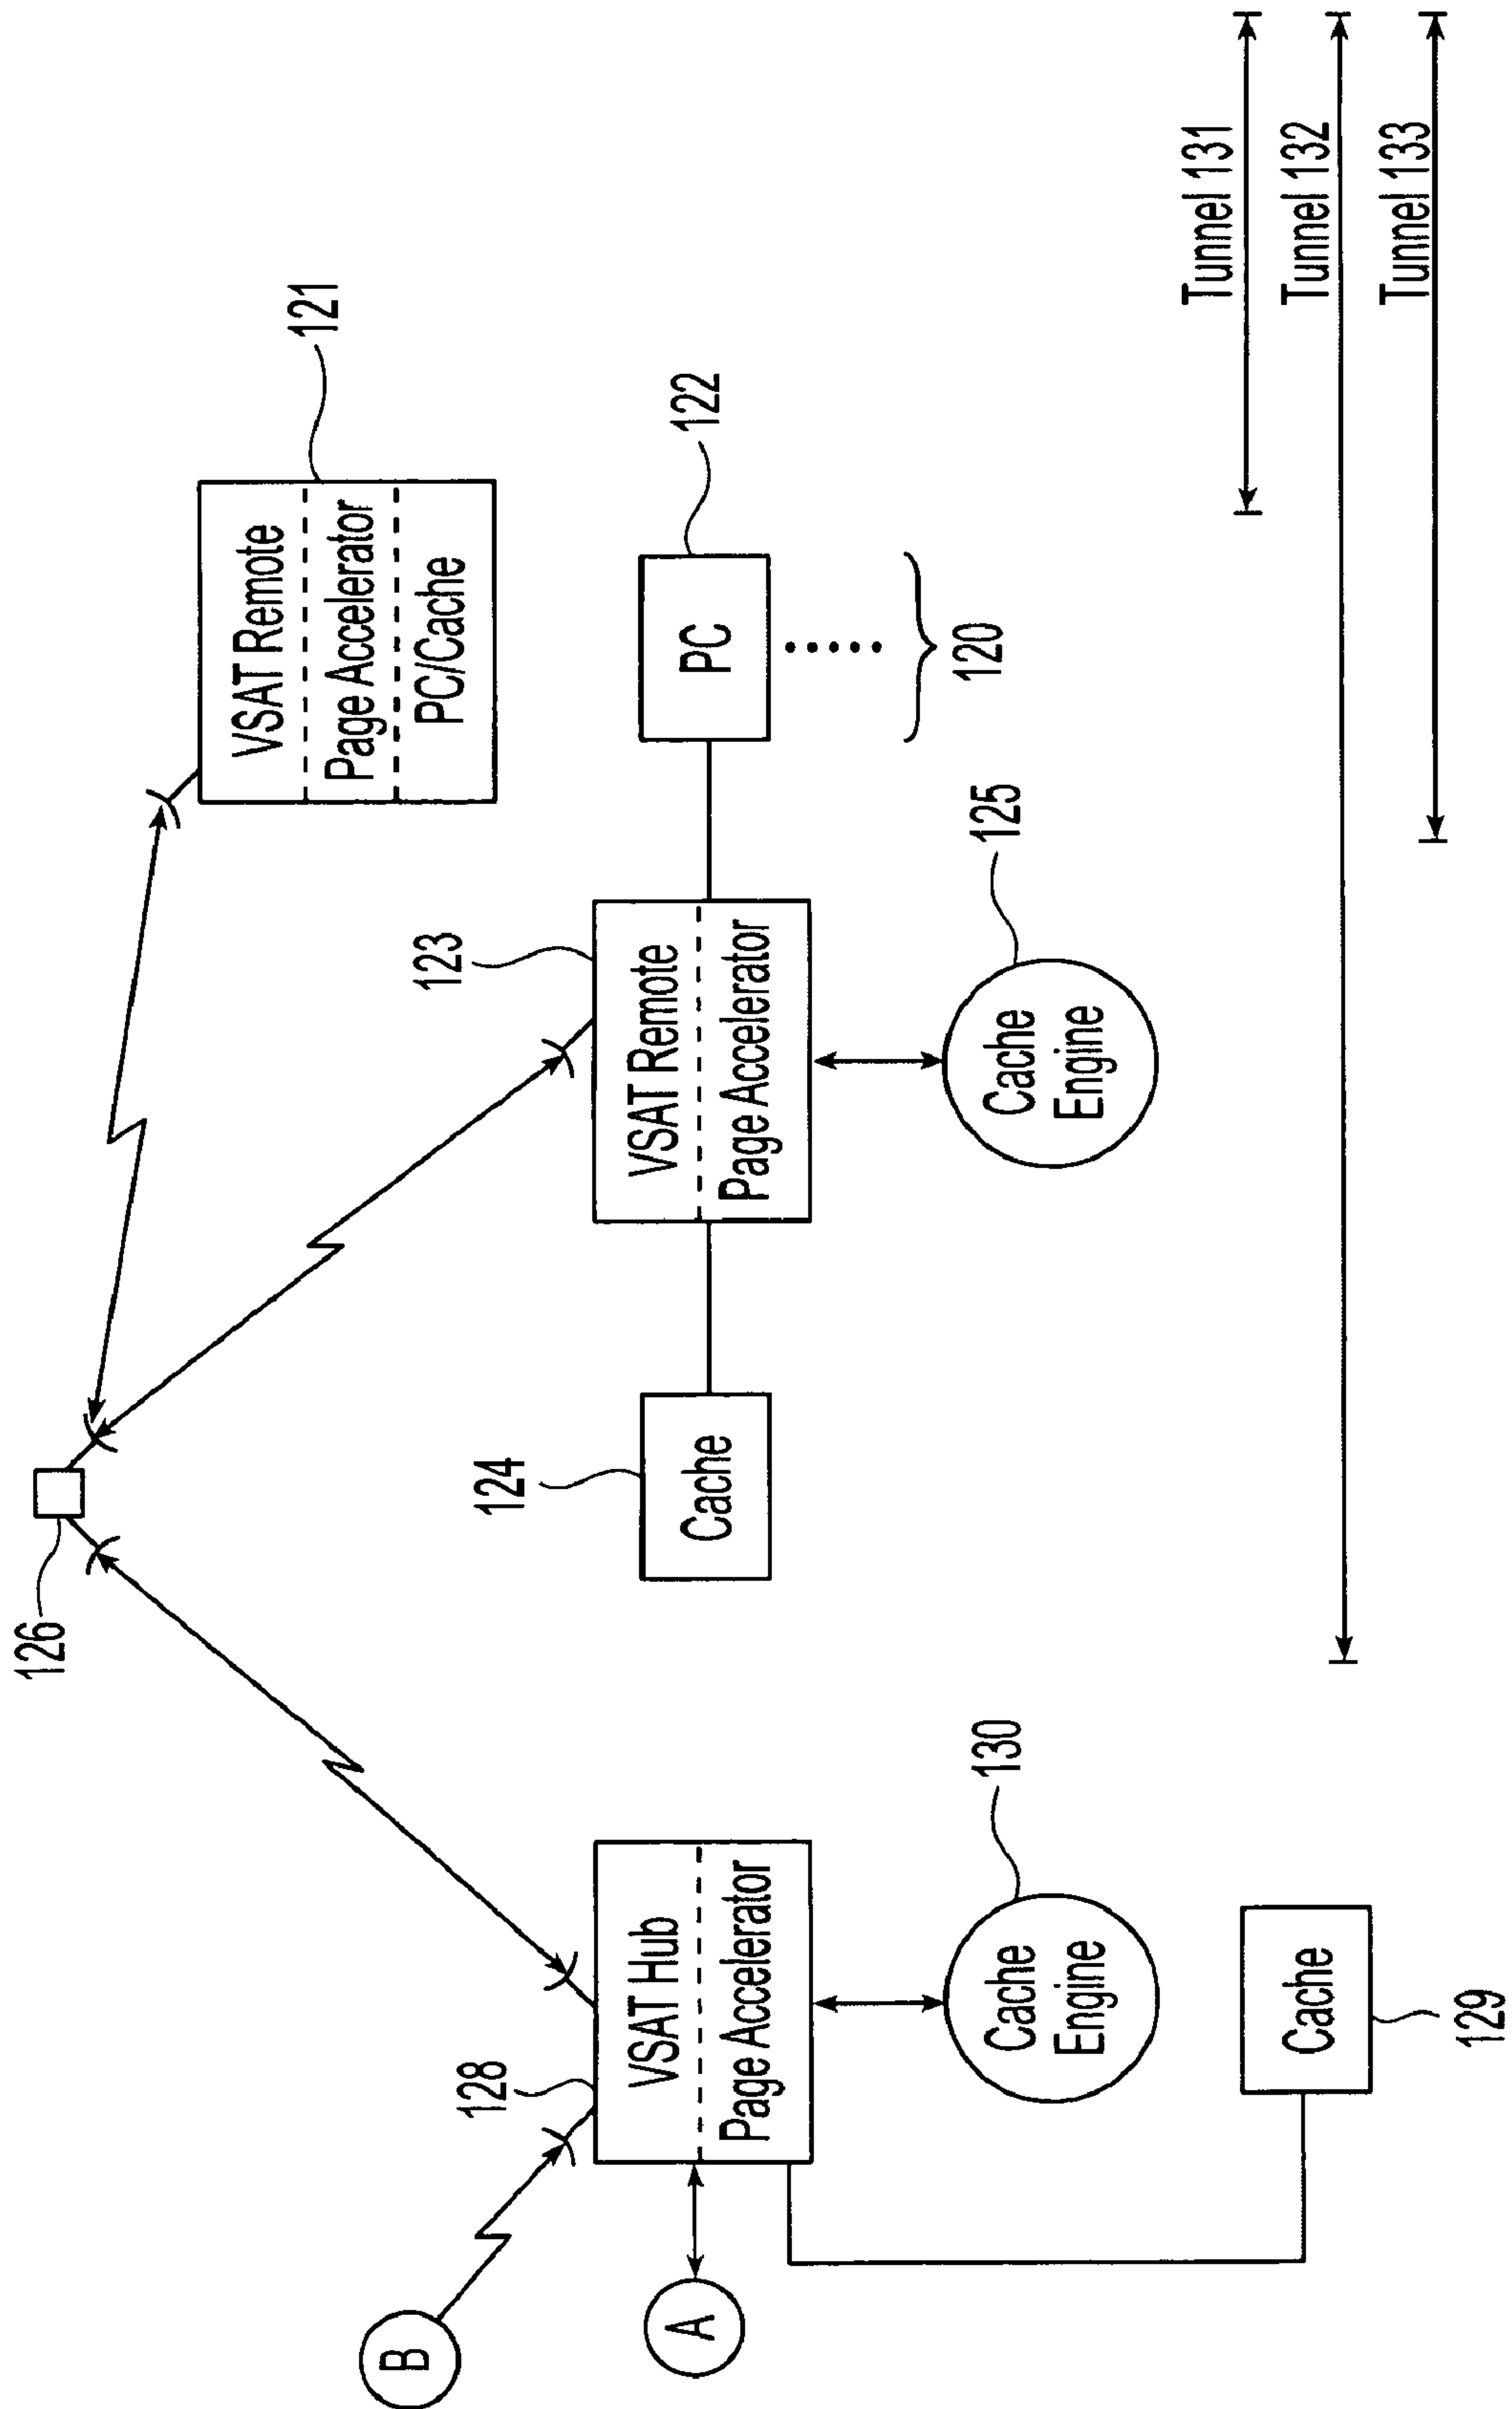 126
VSAT Remote
Page Accelerator
PC/Cache
121
B
128
VSAT Hub
Page Accelerator
A
124
Cache
123
VSAT Remote
Page Accelerator
PC
122
120
Cache
Engine
130
Cache
Engine
125
Cache
129
Tunnel 131
Tunnel 132
Tunnel 133